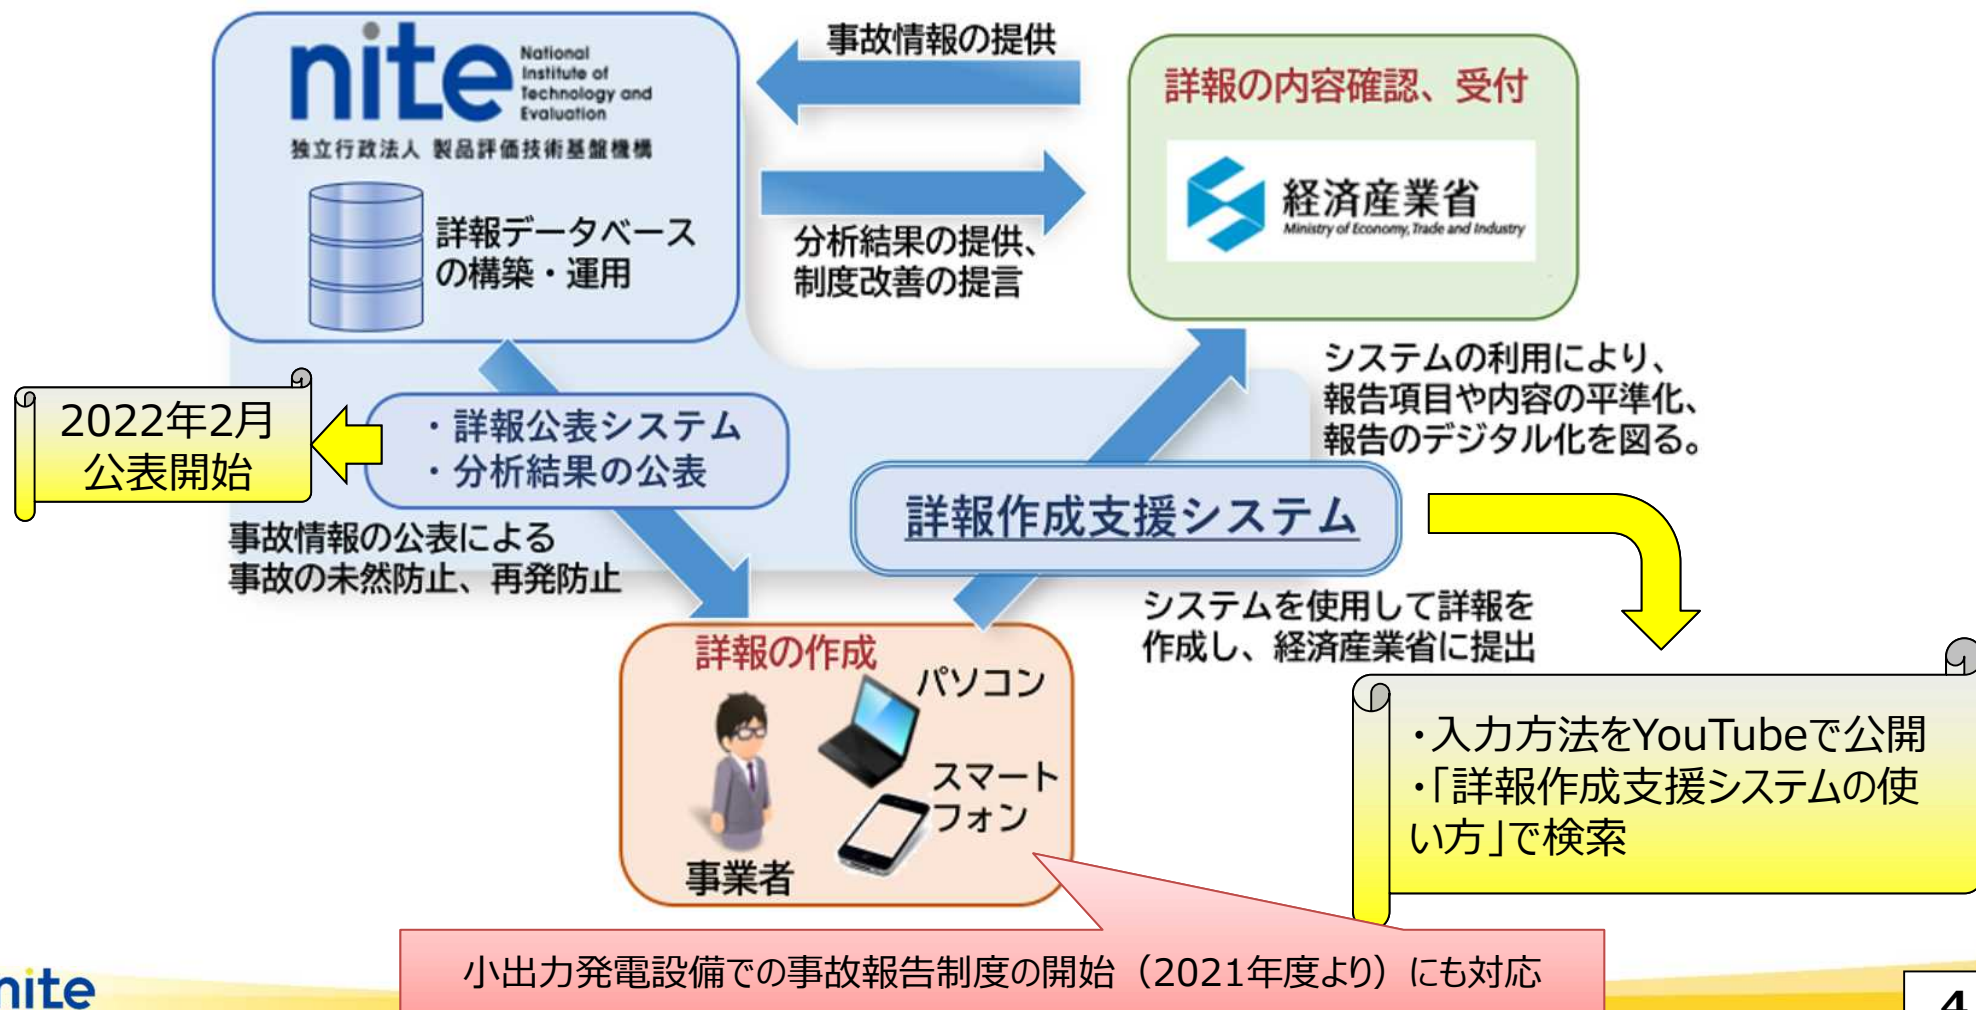 nite
National
Institute of
Technology and
Evaluation
独立行政法人 製品評価技術基盤機構
詳報データベース
の構築・運用
事故情報の提供
分析結果の提供、
制度改善の提言
詳報の内容確認、受付
経済産業省
Ministry of Economy, Trade and Industry
システムの利用により、
報告項目や内容の平準化、
報告のデジタル化を図る。
2022年2月
公表開始
・詳報公表システム
・分析結果の公表
事故情報の公表による
事故の未然防止、再発防止
詳報作成支援システム
システムを使用して詳報を
作成し、経済産業省に提出
詳報の作成
パソコン
スマート
フォン
事業者
・入力方法をYouTubeで公開
・「詳報作成支援システムの使
い方」で検索
小出力発電設備での事故報告制度の開始（2021年度より）にも対応
nite
4